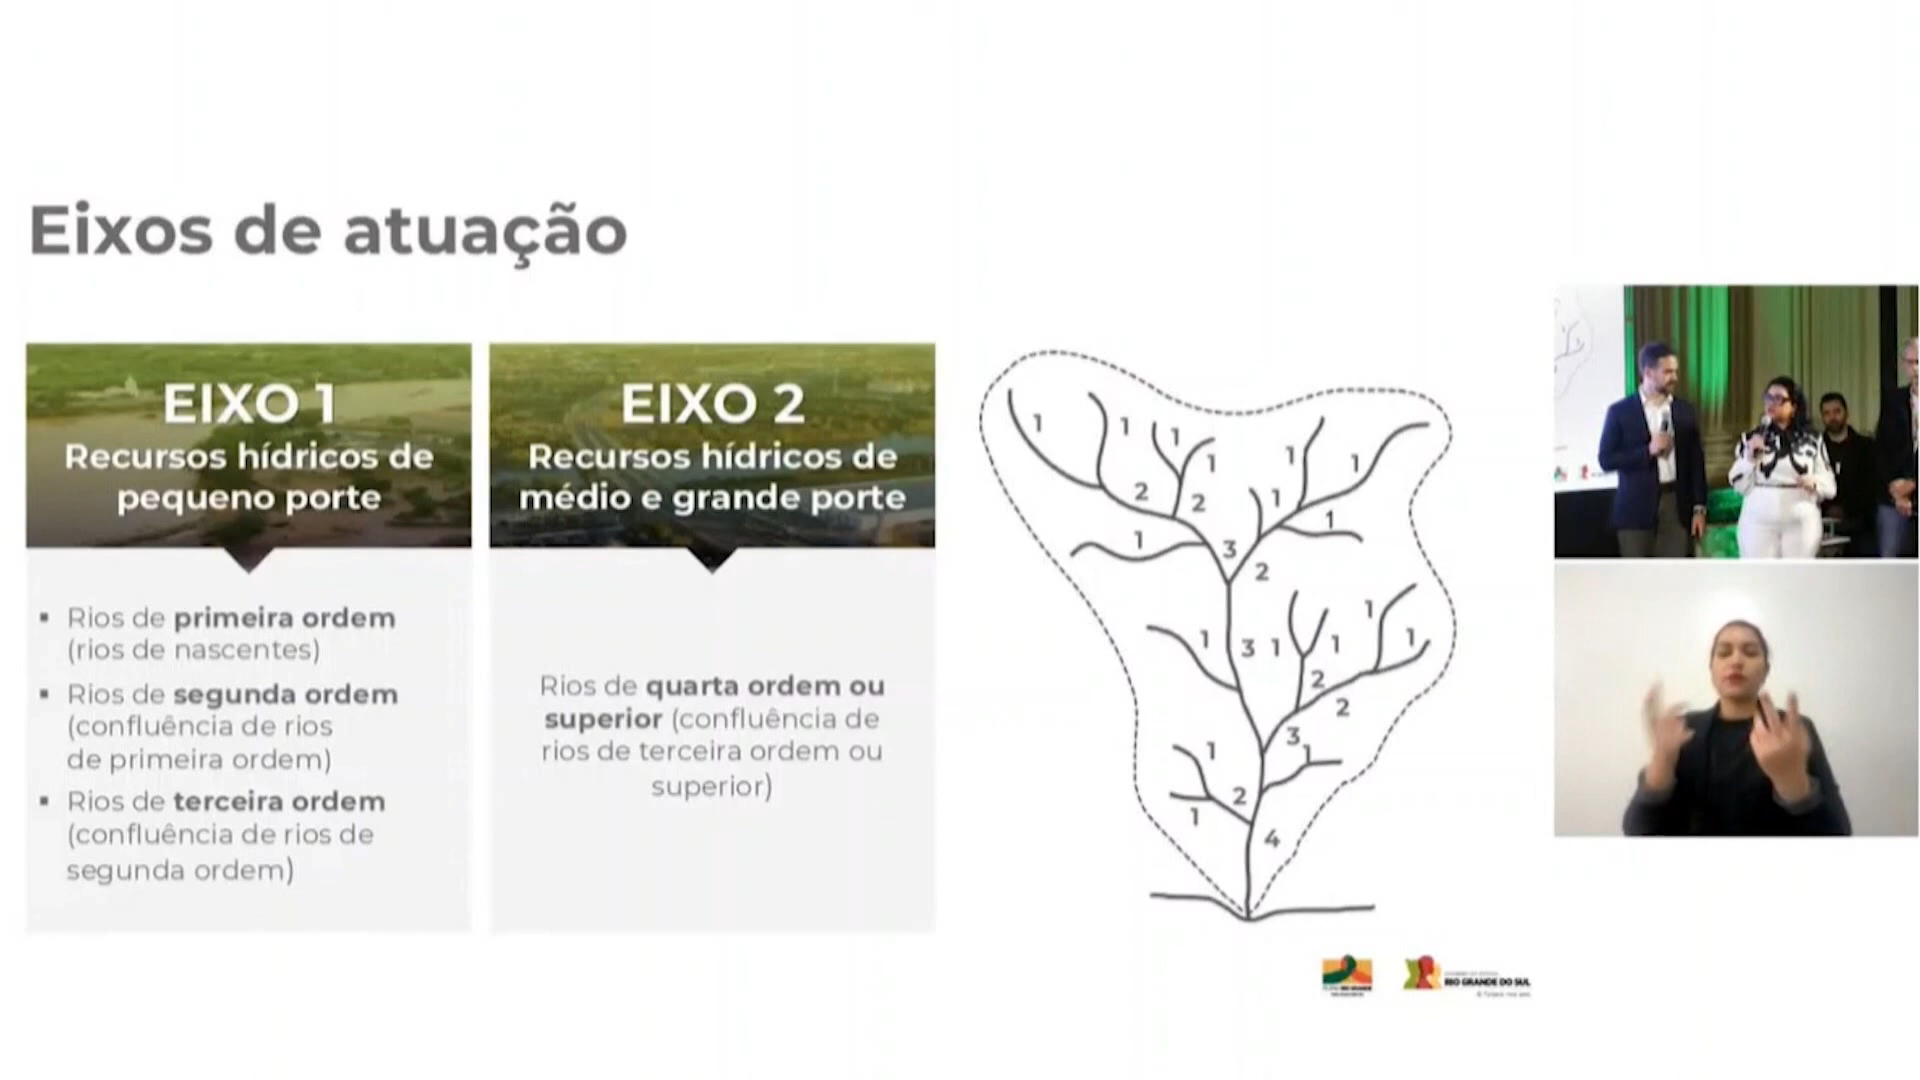 Eixos de atuação
EIXO 1
Recursos hídricos de
pequeno porte
▪ Rios de primeira ordem
(rios de nascentes)
▪ Rios de segunda ordem
(confluência de rios
de primeira ordem)
▪ Rios de terceira ordem
(confluência de rios de
segunda ordem)
EIXO 2
Recursos hídricos de
médio e grande porte
Rios de quarta ordem ou
superior (confluência de
rios de terceira ordem ou
superior)
1
1
1
1
1
1
2
2
1
1
1
3
2
1
1
3
1
1
1
2
2
3
1
1
2
1
4
RIO GRANDE DO SUL